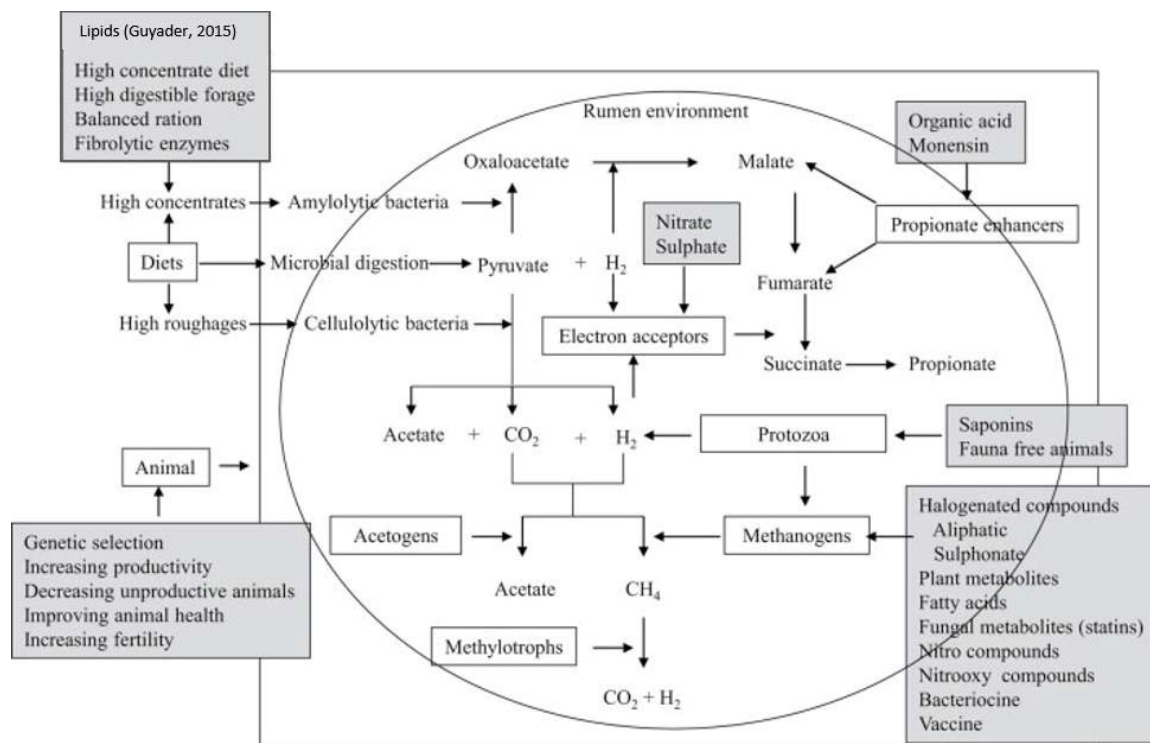 Lipids (Guyader, 2015)
High concentrate diet
High digestible forage
Balanced ration
Fibrolytic enzymes
Rumen environment
Organic acid
Monensin
Oxaloacetate
Malate
High concentrates
Amylolytic bacteria
Nitrate
Sulphate
Propionate enhancers
Diets
Microbial digestion
Pyruvate + H₂
Fumarate
High roughages
Cellulolytic bacteria
Electron acceptors
Succinate
Propionate
Acetate + CO₂ + H₂
Protozoa
Saponins
Fauna free animals
Animal
Genetic selection
Increasing productivity
Decreasing unproductive animals
Improving animal health
Increasing fertility
Acetogens
Methanogens
Halogenated compounds
Aliphatic
Sulphonate
Plant metabolites
Fatty acids
Fungal metabolites (statins)
Nitro compounds
Nitrooxy compounds
Bacteriocine
Vaccine
Acetate
CH₄
Methylotrophs
CO₂ + H₂